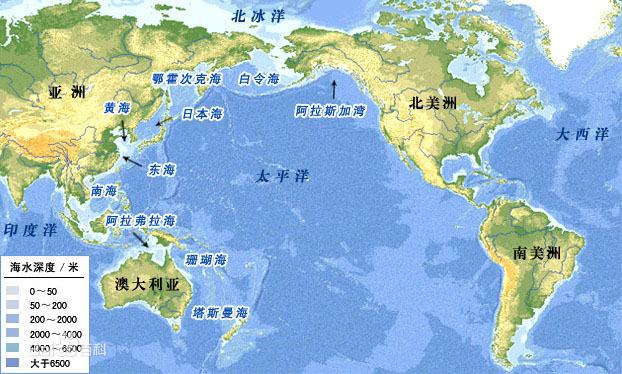 北冰洋
亚洲
鄂霍次克海
白令海
黄海
日本海
阿拉斯加湾
北美洲
大西洋
东海
太平洋
南海
阿拉弗拉海
印度洋
珊瑚海
南美洲
澳大利亚
塔斯曼海
海水深度 / 米
0～50
50～200
200～2000
2000～4000
4000～6500
大于6500
百科